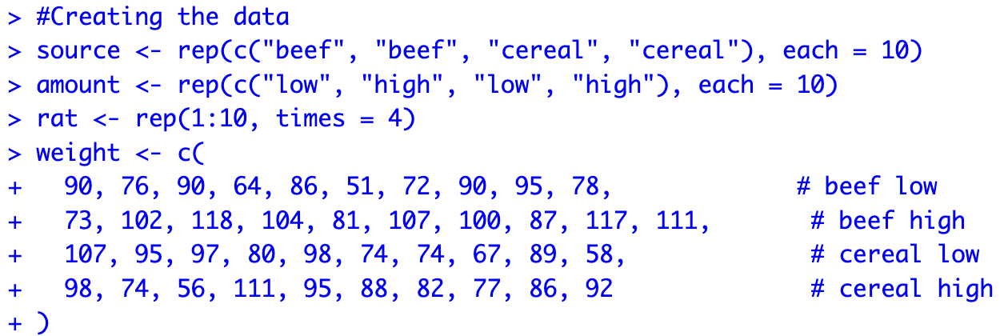 > #Creating the data
> source <- rep(c("beef", "beef", "cereal", "cereal"), each = 10)
> amount <- rep(c("low", "high", "low", "high"), each = 10)
> rat <- rep(1:10, times = 4)
> weight <- c(
+   90, 76, 90, 64, 86, 51, 72, 90, 95, 78,             # beef low
+   73, 102, 118, 104, 81, 107, 100, 87, 117, 111,       # beef high
+   107, 95, 97, 80, 98, 74, 74, 67, 89, 58,             # cereal low
+   98, 74, 56, 111, 95, 88, 82, 77, 86, 92              # cereal high
+ )